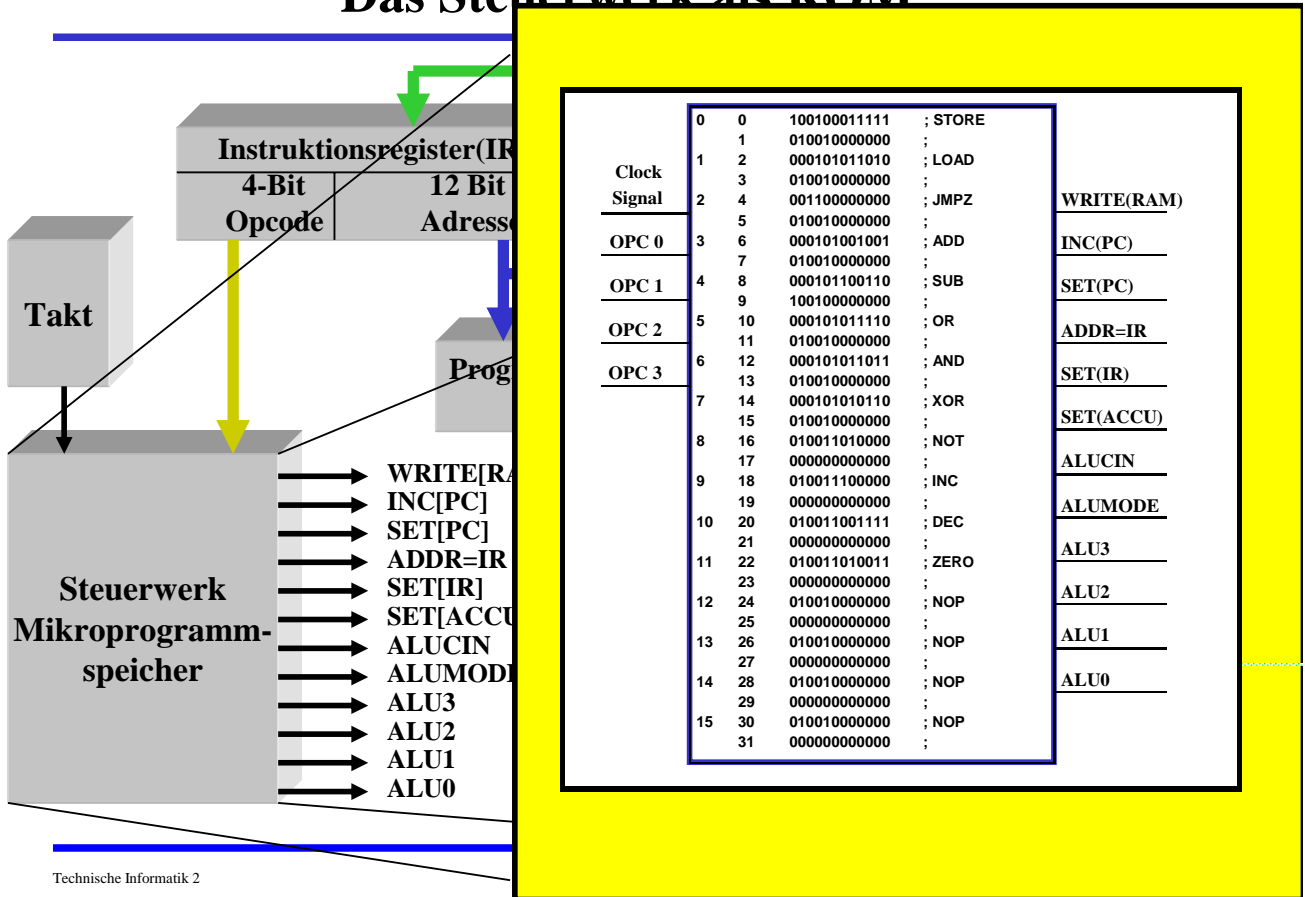 Das Steuerwerk als ROM
Instruktionsregister(IR
4-Bit
Opcode
12 Bit
Adresse
Takt
Prog
Steuerwerk
Mikroprogramm-
speicher
WRITE[RA
INC[PC]
SET[PC]
ADDR=IR
SET[IR]
SET[ACCU
ALUCIN
ALUMODE
ALU3
ALU2
ALU1
ALU0
Clock
Signal
OPC 0
OPC 1
OPC 2
OPC 3
0 0 100100011111 ; STORE
1 010010000000 ;
1 2 000101011010 ; LOAD
3 010010000000 ;
2 4 001100000000 ; JMPZ
5 010010000000 ;
3 6 000101001001 ; ADD
7 010010000000 ;
4 8 000101100110 ; SUB
9 100100000000 ;
5 10 000101011110 ; OR
11 010010000000 ;
6 12 000101011011 ; AND
13 010010000000 ;
7 14 000101010110 ; XOR
15 010010000000 ;
8 16 010011010000 ; NOT
17 000000000000 ;
9 18 010011100000 ; INC
19 000000000000 ;
10 20 010011001111 ; DEC
21 000000000000 ;
11 22 010011010011 ; ZERO
23 000000000000 ;
12 24 010010000000 ; NOP
25 000000000000 ;
13 26 010010000000 ; NOP
27 000000000000 ;
14 28 010010000000 ; NOP
29 000000000000 ;
15 30 010010000000 ; NOP
31 000000000000 ;
WRITE(RAM)
INC(PC)
SET(PC)
ADDR=IR
SET(IR)
SET(ACCU)
ALUCIN
ALUMODE
ALU3
ALU2
ALU1
ALU0
Technische Informatik 2